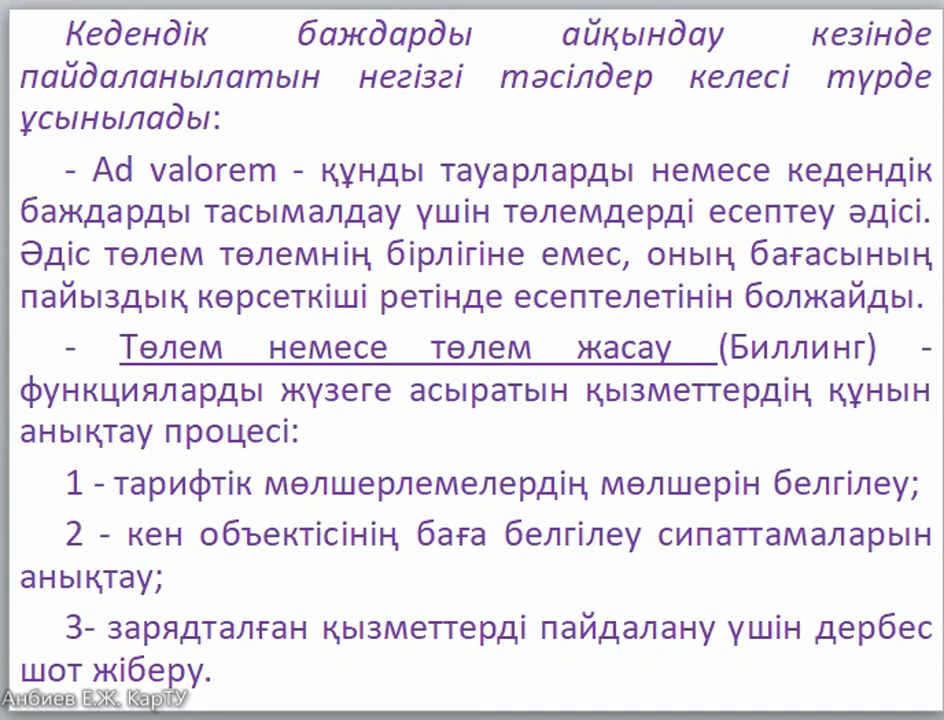 Кедендік баждарды айқындау кезінде
пайдаланылатын негізгі тәсілдер келесі түрде
ұсынылады:
- Ad valorem - құнды тауарларды немесе кедендік
баждарды тасымалдау үшін төлемдерді есептеу әдісі.
Әдіс төлем төлемнің бірлігіне емес, оның бағасының
пайыздық көрсеткіші ретінде есептелетінін болжайды.
- Төлем немесе төлем жасау (Биллинг) -
функцияларды жүзеге асыратын қызметтердің құнын
анықтау процесі:
1 - тарифтік мөлшерлемелердің мөлшерін белгілеу;
2 - кен объектісінің баға белгілеу сипаттамаларын
анықтау;
3- зарядталған қызметтерді пайдалану үшін дербес
шот жіберу.
Анбиев Е.Ж. КарТУ